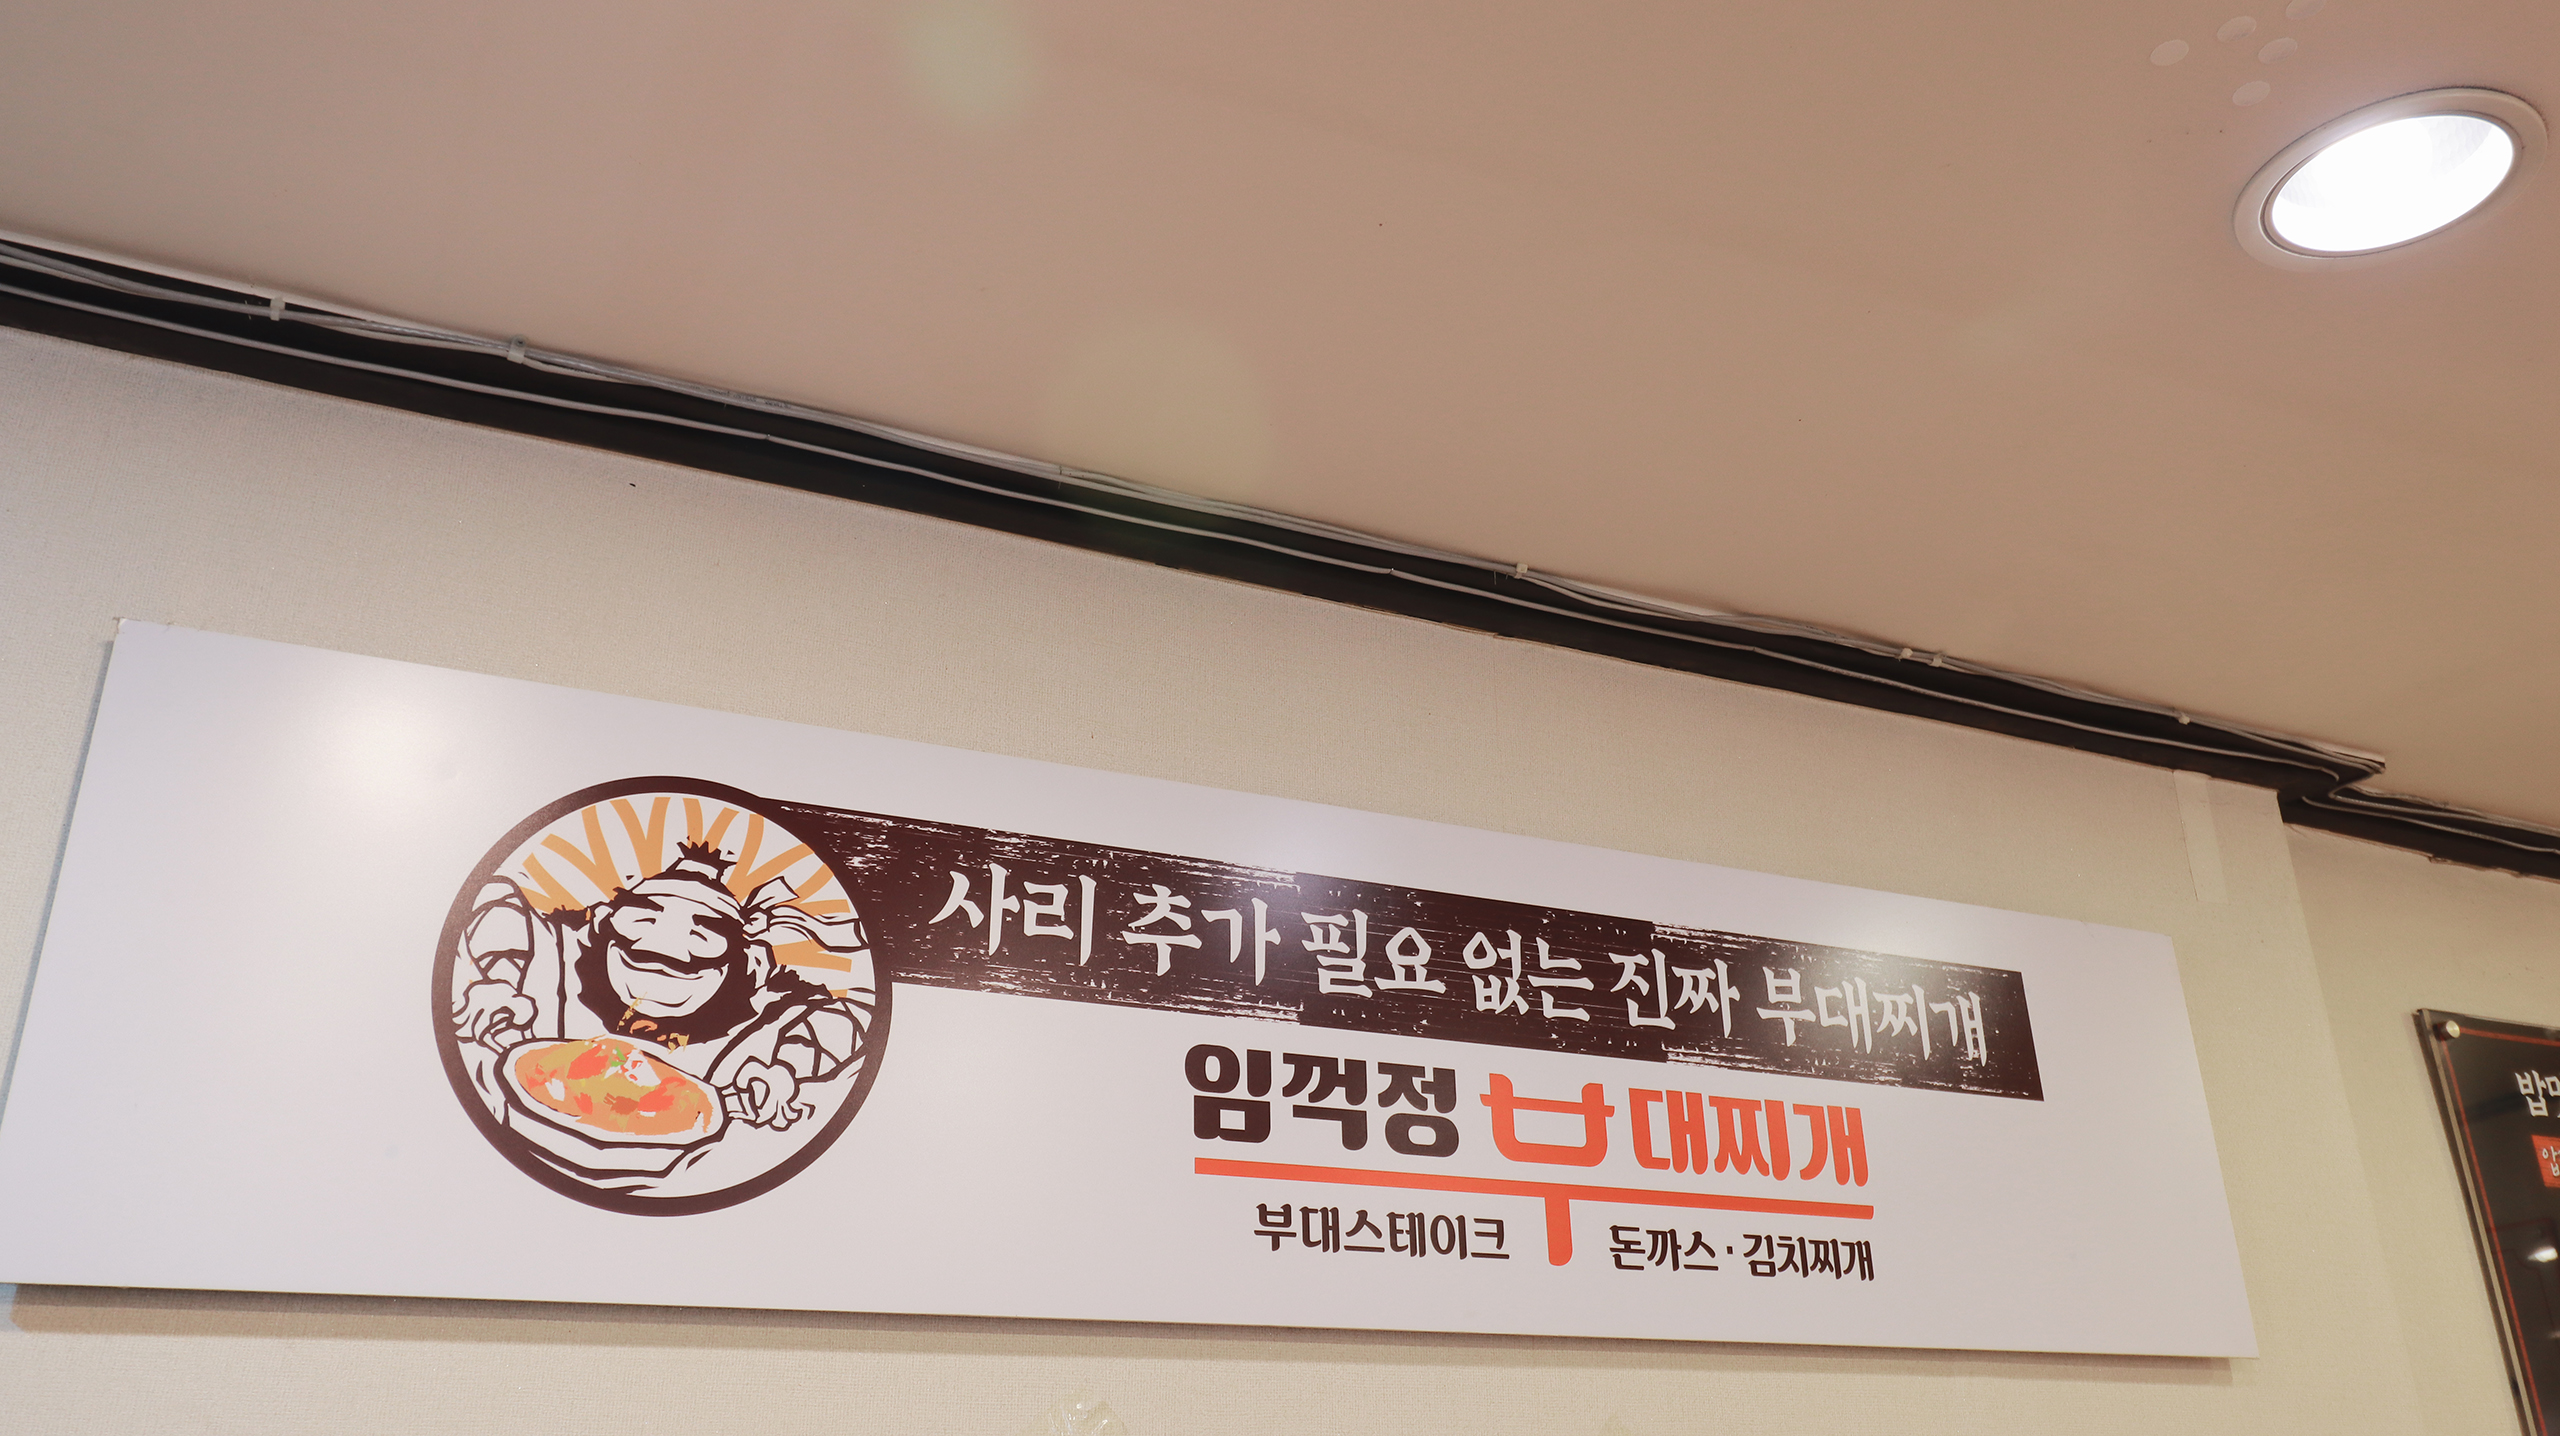 사리 추가 필요 없는 진짜 부대찌개
임꺽정 부대찌개
부대스테이크
돈까스·김치찌개